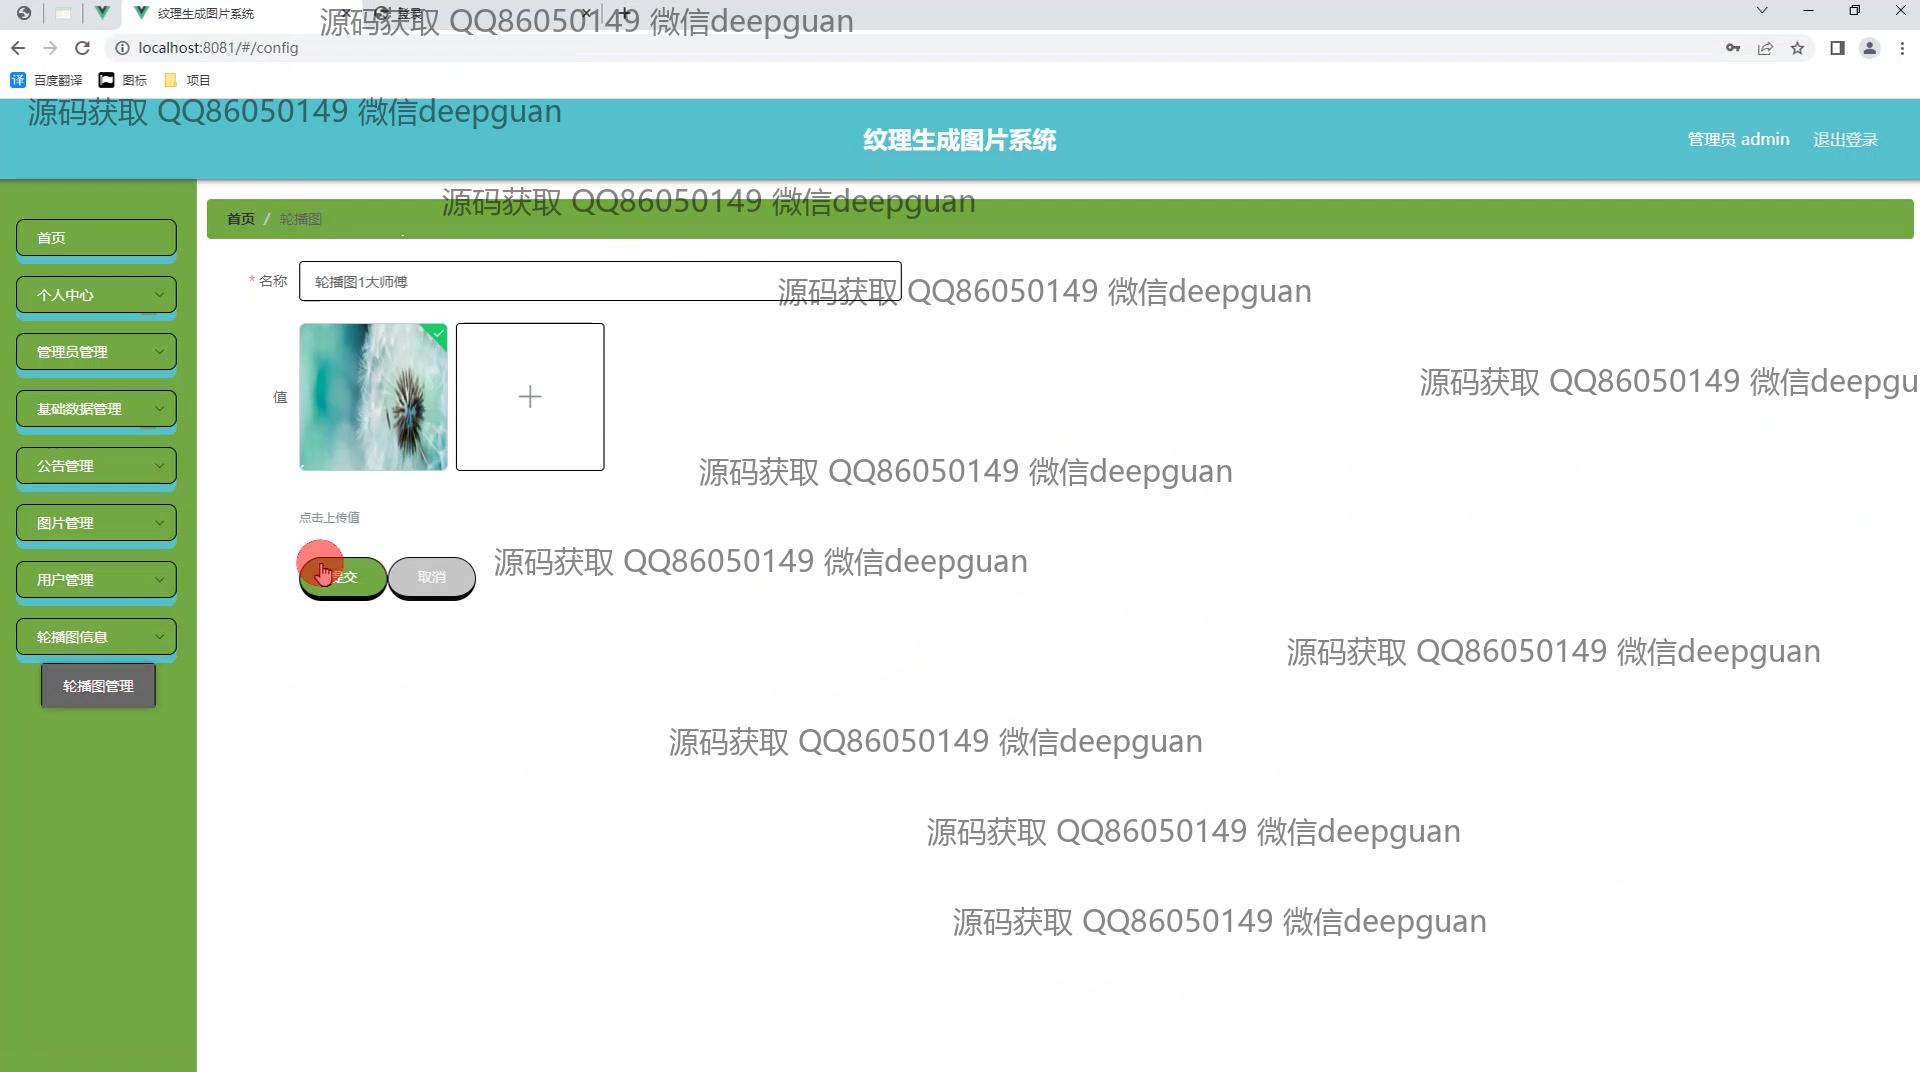 纹理生成图片系统
源码获取 QQ86050149 微信deepguan
localhost:8081/#/config
百度翻译 图标 项目
源码获取 QQ86050149 微信deepguan
纹理生成图片系统
管理员 admin 退出登录
源码获取 QQ86050149 微信deepguan
首页 / 轮播图
首页
* 名称 轮播图1大师傅
源码获取 QQ86050149 微信deepguan
个人中心
管理员管理
源码获取 QQ86050149 微信deepgu
值
基础数据管理
公告管理
源码获取 QQ86050149 微信deepguan
点击上传值
图片管理
源码获取 QQ86050149 微信deepguan
提交 取消
用户管理
轮播图信息
源码获取 QQ86050149 微信deepguan
轮播图管理
源码获取 QQ86050149 微信deepguan
源码获取 QQ86050149 微信deepguan
源码获取 QQ86050149 微信deepguan